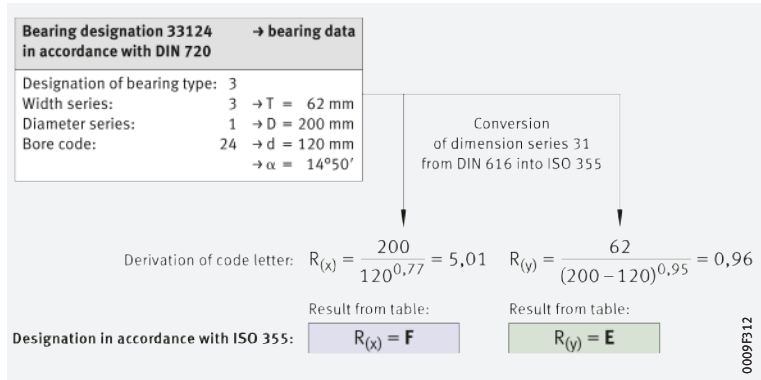 Bearing designation 33124 → bearing data
in accordance with DIN 720
Designation of bearing type: 3
Width series: 3 → T = 62 mm
Diameter series: 1 → D = 200 mm
Bore code: 24 → d = 120 mm
→ α = 14°50′
Conversion
of dimension series 31
from DIN 616 into ISO 355
Derivation of code letter: R(x) = 200 / 120^0,77 = 5,01 R(y) = 62 / (200 – 120)^0,95 = 0,96
Result from table: Result from table:
Designation in accordance with ISO 355: R(x) = F R(y) = E
0009F312